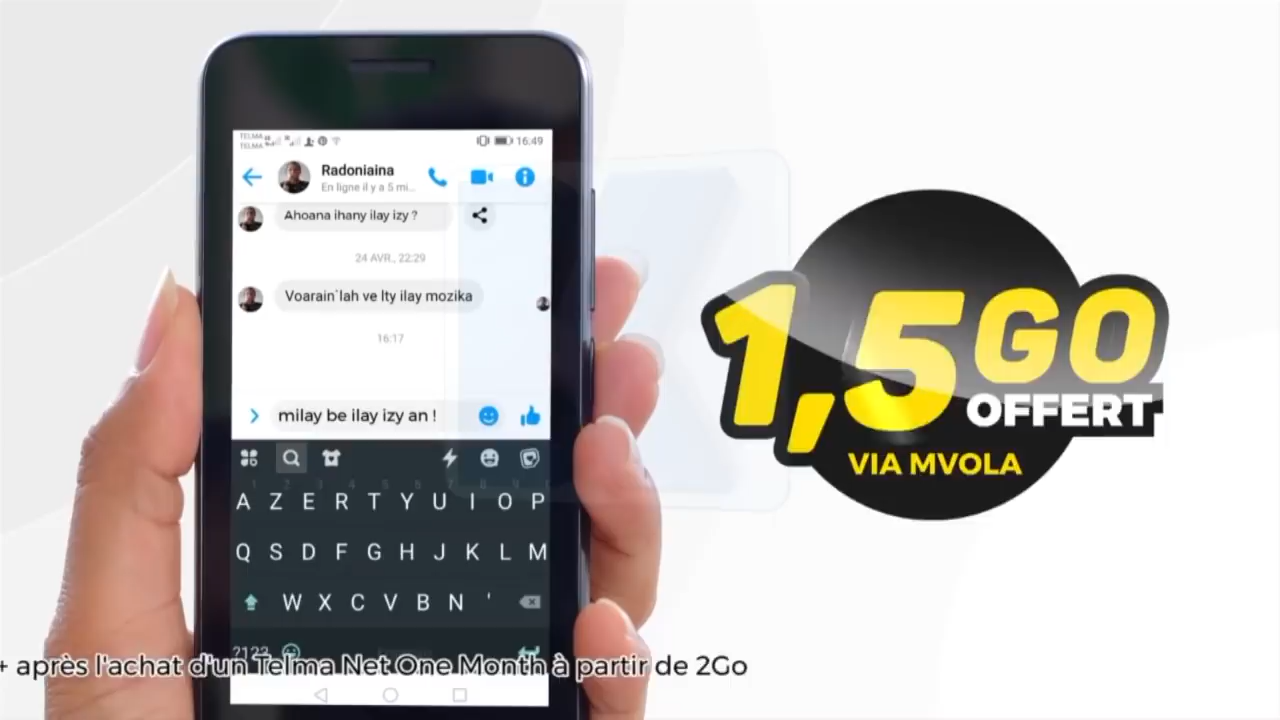 TELMA
TELMA
16:49
Radoniaina
En ligne il y a 5 mi...
Ahoana ihany ilay izy ?
24 AVR., 22:29
Voarain`lah ve lty ilay mozika
16:17
milay be ilay izy an !
A Z E R T Y U I O P
Q S D F G H J K L M
W X C V B N '
?123
1,5GO
OFFERT
VIA MVOLA
+ après l'achat d'un Telma Net One Month à partir de 2Go